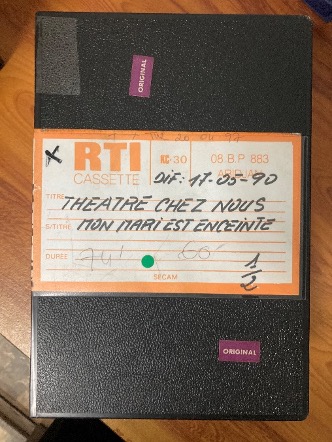 ORIGINAL
RTI KC-30 08.B.P 883
CASSETTE DIF: 17-05-90 ABIDJAN
TITRE THEATRE CHEZ NOUS
S/TITRE MON MARI EST ENCEINTE
DURÉE 74' 60'
1/2
SECAM
ORIGINAL